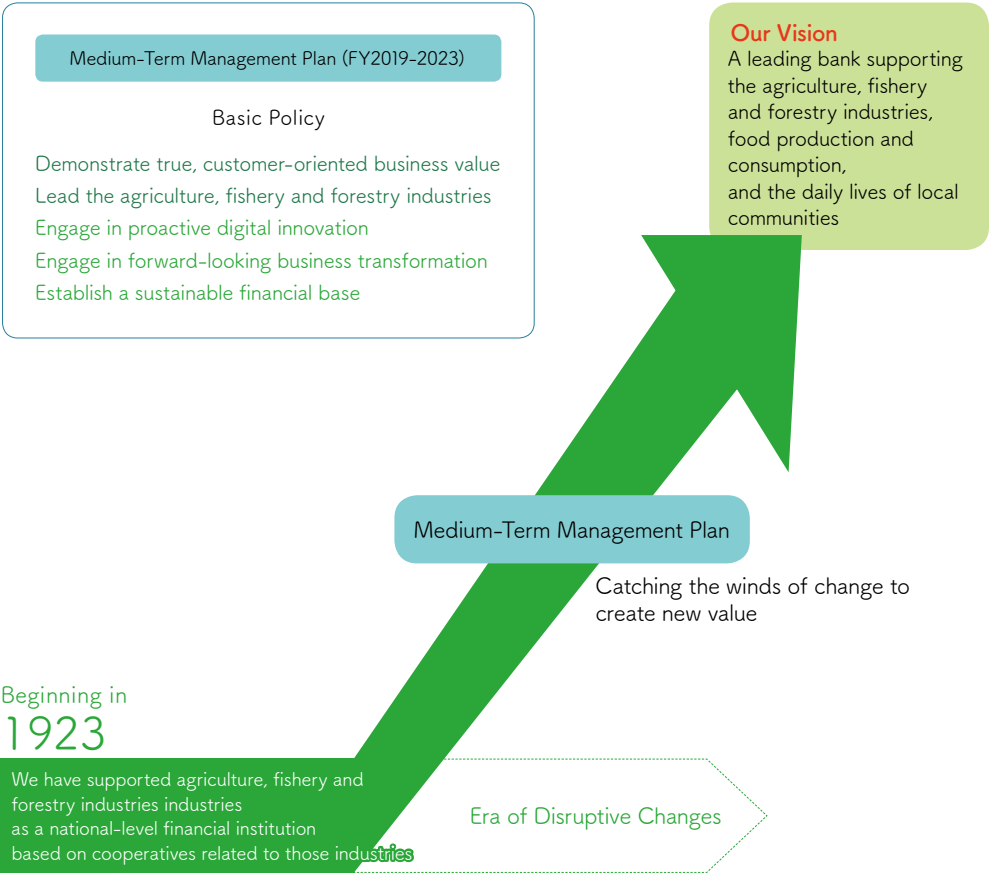 Medium-Term Management Plan (FY2019-2023)
Basic Policy
Demonstrate true, customer-oriented business value
Lead the agriculture, fishery and forestry industries
Engage in proactive digital innovation
Engage in forward-looking business transformation
Establish a sustainable financial base
Our Vision
A leading bank supporting
the agriculture, fishery
and forestry industries,
food production and
consumption,
and the daily lives of local
communities
Medium-Term Management Plan
Catching the winds of change to
create new value
Beginning in
1923
We have supported agriculture, fishery and
forestry industries industries
as a national-level financial institution
based on cooperatives related to those industries
Era of Disruptive Changes